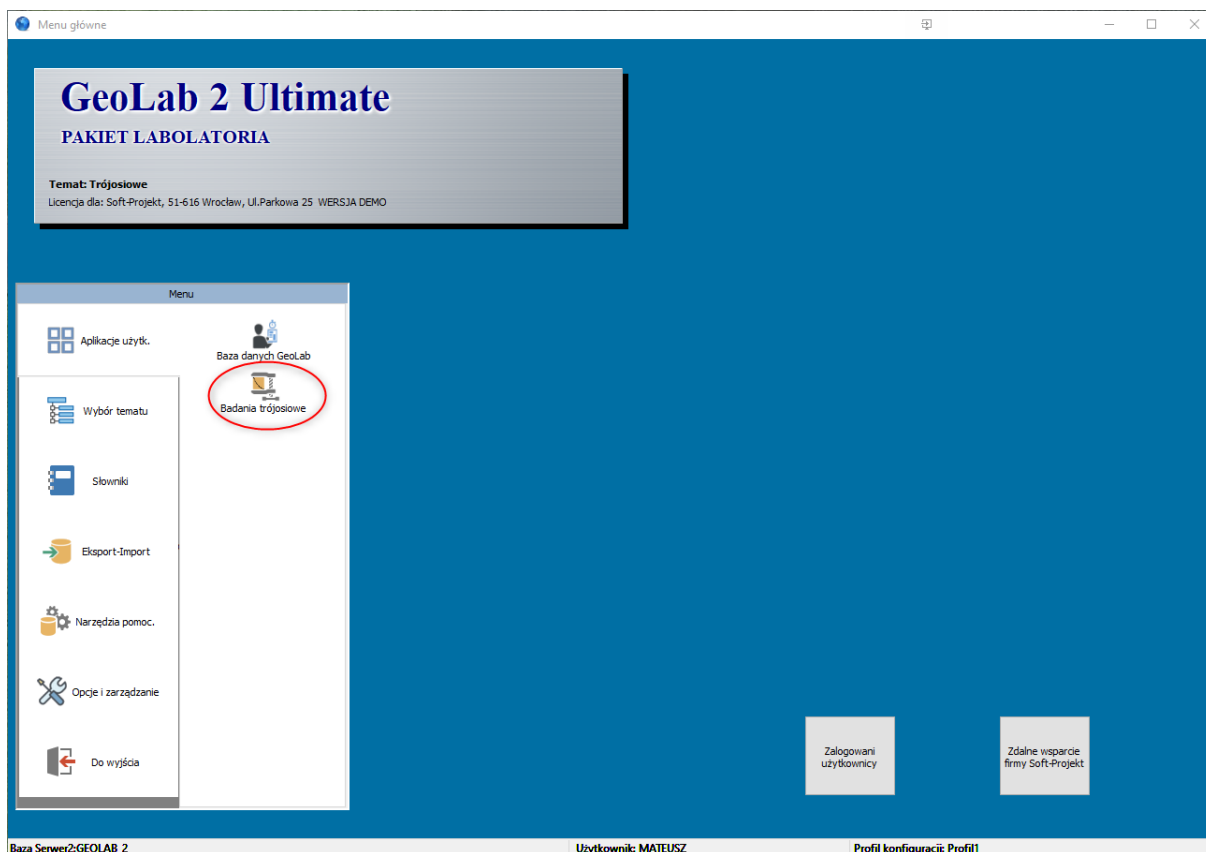 Menu główne
GeoLab 2 Ultimate
PAKIET LABOLATORIA
Temat: Trójosiowe
Licencja dla: Soft-Projekt, 51-616 Wrocław, Ul.Parkowa 25 WERSJA DEMO
Menu
Aplikacje użytk.
Wybór tematu
Słowniki
Eksport-Import
Narzędzia pomoc.
Opcje i zarządzanie
Do wyjścia
Baza danych GeoLab
Badania trójosiowe
Zalogowani
użytkownicy
Zdalne wsparcie
firmy Soft-Projekt
Baza Serwer2:GEOLAB_2
Użytkownik: MATEUSZ
Profil konfiguracji: Profil1